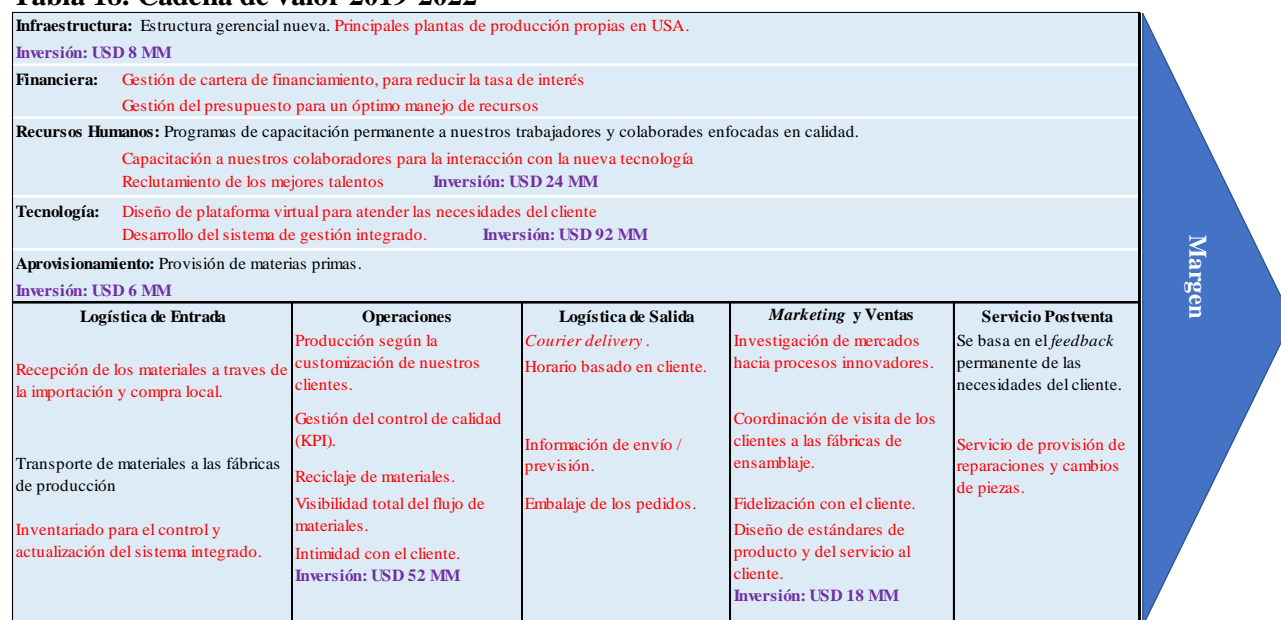 Tabla 18. Cadena de valor 2019-2022
Infraestructura: Estructura gerencial nueva. Principales plantas de producción propias en USA.
Inversión: USD 8 MM
Financiera: Gestión de cartera de financiamiento, para reducir la tasa de interés
Gestión del presupuesto para un óptimo manejo de recursos
Recursos Humanos: Programas de capacitación permanente a nuestros trabajadores y colaborades enfocadas en calidad.
Capacitación a nuestros colaboradores para la interacción con la nueva tecnología
Reclutamiento de los mejores talentos Inversión: USD 24 MM
Tecnología: Diseño de plataforma virtual para atender las necesidades del cliente
Desarrollo del sistema de gestión integrado. Inversión: USD 92 MM
Aprovisionamiento: Provisión de materias primas.
Inversión: USD 6 MM
Logística de Entrada
Recepción de los materiales a traves de
la importación y compra local.
Transporte de materiales a las fábricas
de producción
Inventariado para el control y
actualización del sistema integrado.
Operaciones
Producción según la
customización de nuestros
clientes.
Gestión del control de calidad
(KPI).
Reciclaje de materiales.
Visibilidad total del flujo de
materiales.
Intimidad con el cliente.
Inversión: USD 52 MM
Logística de Salida
Courier delivery .
Horario basado en cliente.
Información de envío /
previsión.
Embalaje de los pedidos.
Marketing y Ventas
Investigación de mercados
hacia procesos innovadores.
Coordinación de visita de los
clientes a las fábricas de
ensamblaje.
Fidelización con el cliente.
Diseño de estándares de
producto y del servicio al
cliente.
Inversión: USD 18 MM
Servicio Postventa
Se basa en el feedback
permanente de las
necesidades del cliente.
Servicio de provisión de
reparaciones y cambios
de piezas.
Margen